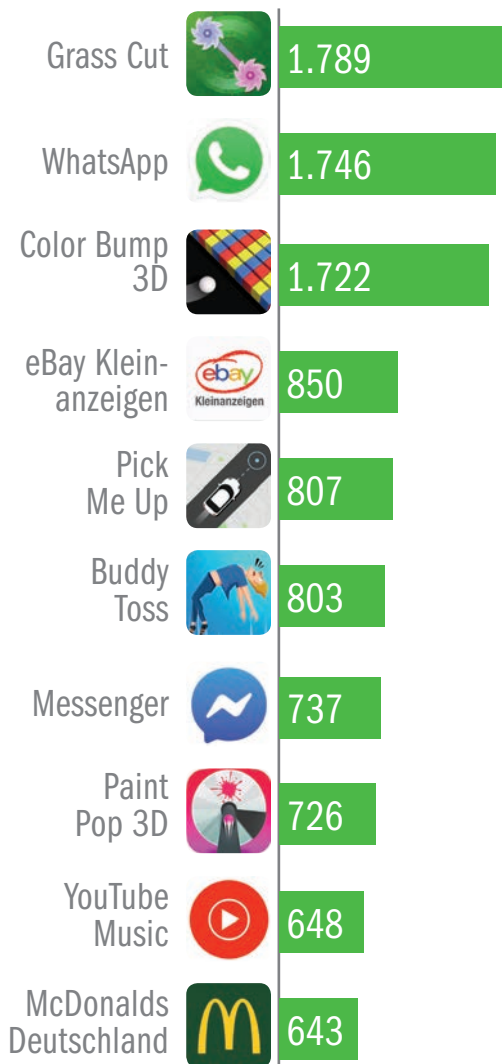 Grass Cut
1.789
WhatsApp
1.746
Color Bump
3D
1.722
eBay Klein-
anzeigen
ebay
Kleinanzeigen
850
Pick
Me Up
807
Buddy
Toss
803
Messenger
737
Paint
Pop 3D
726
YouTube
Music
648
McDonalds
Deutschland
643